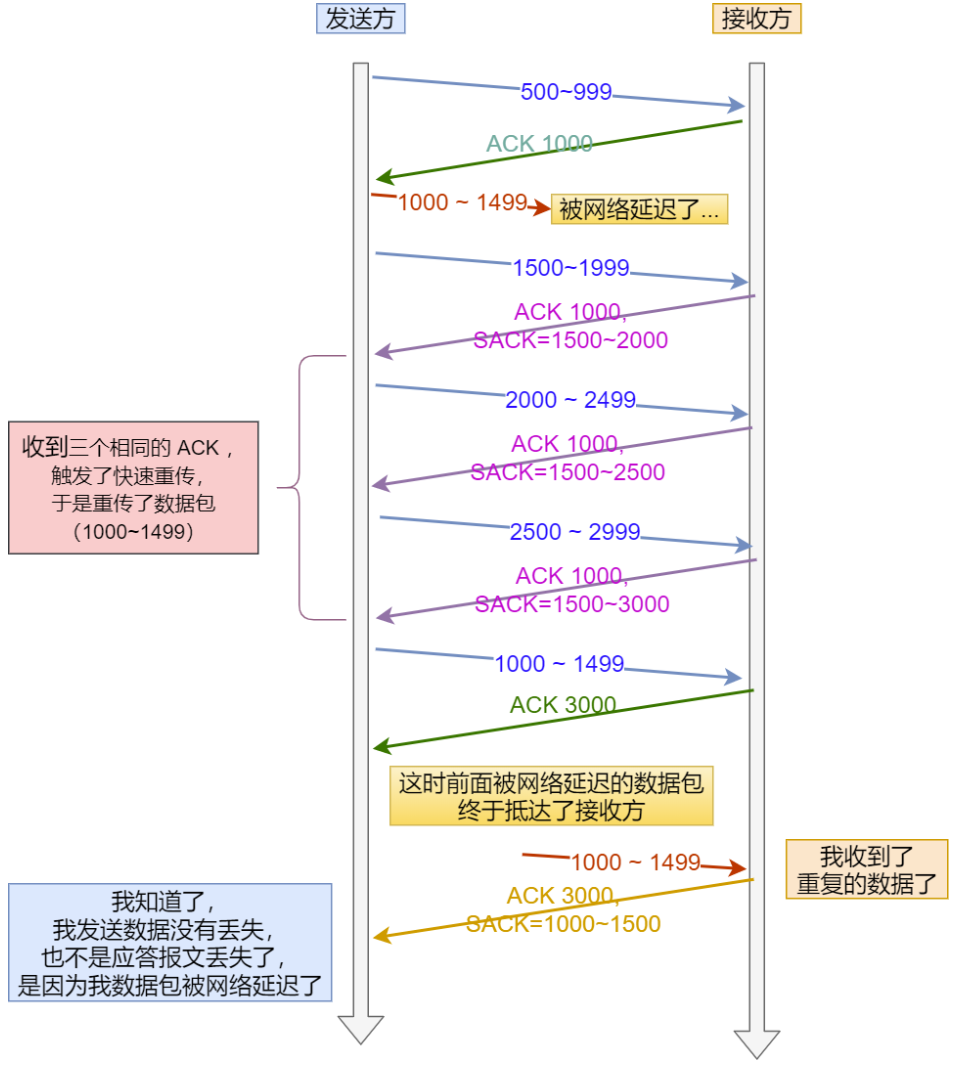 发送方
接收方
500~999
ACK 1000
1000 ~ 1499
被网络延迟了...
1500~1999
ACK 1000,
SACK=1500~2000
2000 ~ 2499
ACK 1000,
SACK=1500~2500
收到三个相同的 ACK，
触发了快速重传，
于是重传了数据包
（1000~1499）
2500 ~ 2999
ACK 1000,
SACK=1500~3000
1000 ~ 1499
ACK 3000
这时前面被网络延迟的数据包
终于抵达了接收方
1000 ~ 1499
我收到了
重复的数据了
ACK 3000,
SACK=1000~1500
我知道了，
我发送数据没有丢失，
也不是应答报文丢失了，
是因为我数据包被网络延迟了